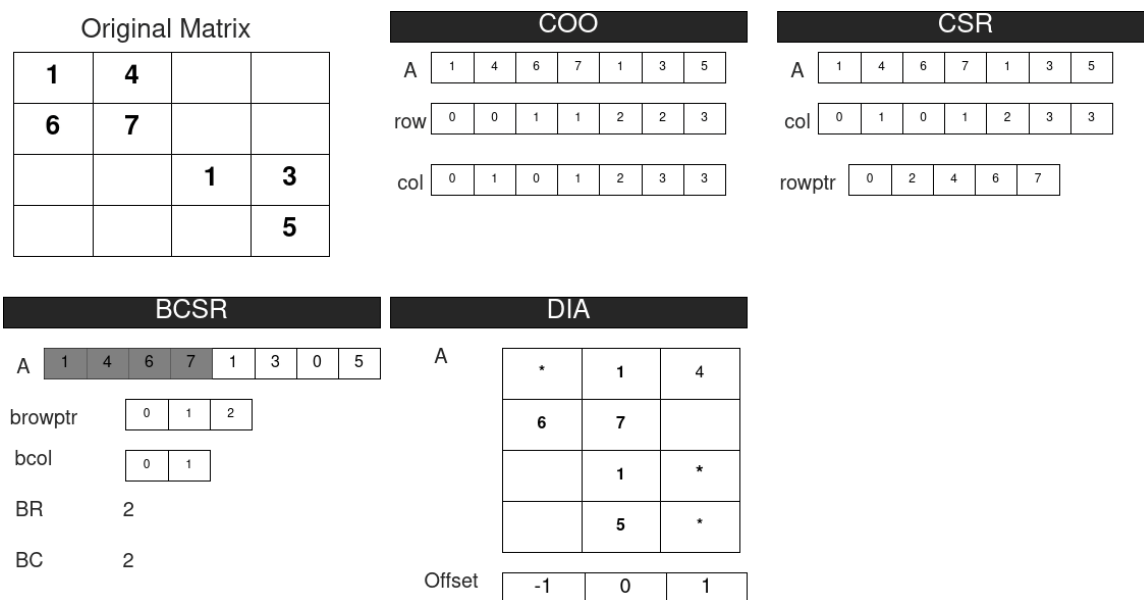 Original Matrix
1 4
6 7
1 3
5
COO
A 1 4 6 7 1 3 5
row 0 0 1 1 2 2 3
col 0 1 0 1 2 3 3
CSR
A 1 4 6 7 1 3 5
col 0 1 0 1 2 3 3
rowptr 0 2 4 6 7
BCSR
A 1 4 6 7 1 3 0 5
browptr 0 1 2
bcol 0 1
BR 2
BC 2
DIA
A
* 1 4
6 7
1 *
5 *
Offset -1 0 1